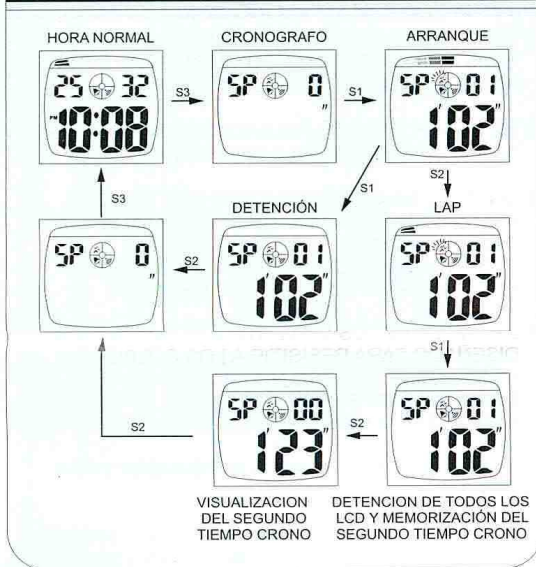 HORA NORMAL
CRONOGRAFO
ARRANQUE
25 32
PM 10:08
S3
SP 0"
S1
SP 01
1'02"
S3
S1
S2
DETENCIÓN
LAP
SP 0"
S2
SP 01
1'02"
SP 01
1'02"
S1
S2
SP 00
1'23"
S2
SP 01
1'02"
VISUALIZACION
DEL SEGUNDO
TIEMPO CRONO
DETENCION DE TODOS LOS
LCD Y MEMORIZACIÓN DEL
SEGUNDO TIEMPO CRONO